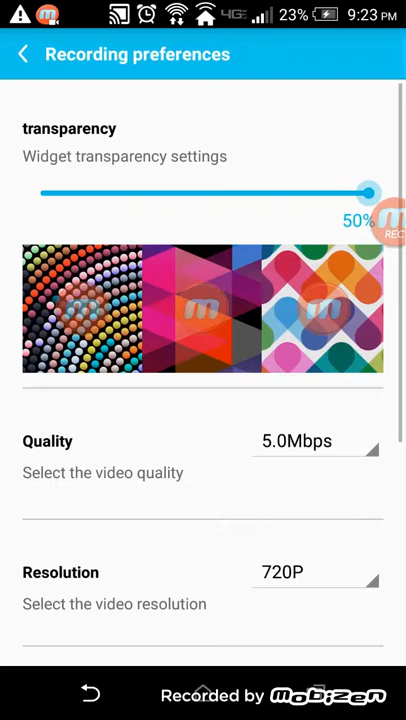 4G 23% 9:23 PM
Recording preferences
transparency
Widget transparency settings
50%
REC
Quality
5.0Mbps
Select the video quality
Resolution
720P
Select the video resolution
Recorded by mobizen